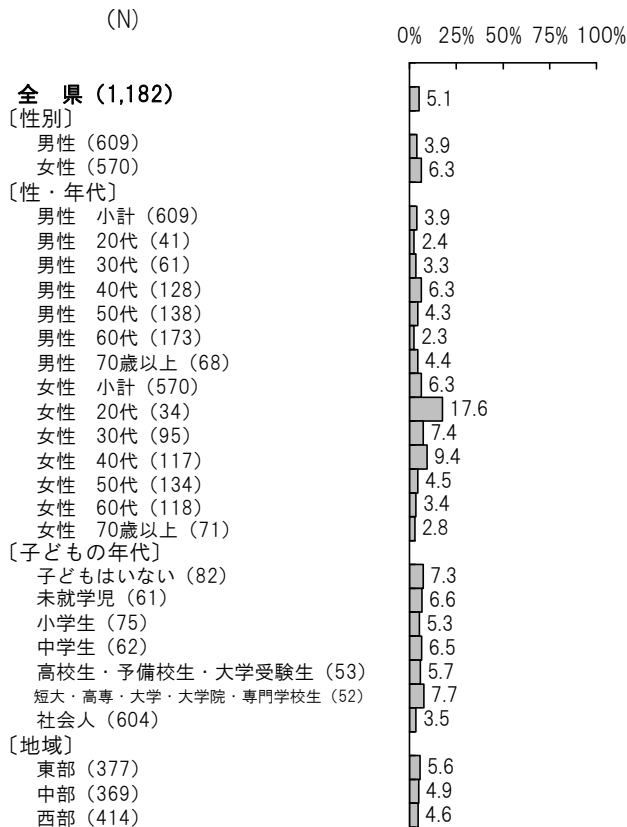 (N)
0% 25% 50% 75% 100%
全　県（1,182） 5.1
〔性別〕
男性（609） 3.9
女性（570） 6.3
〔性・年代〕
男性　小計（609） 3.9
男性　20代（41） 2.4
男性　30代（61） 3.3
男性　40代（128） 6.3
男性　50代（138） 4.3
男性　60代（173） 2.3
男性　70歳以上（68） 4.4
女性　小計（570） 6.3
女性　20代（34） 17.6
女性　30代（95） 7.4
女性　40代（117） 9.4
女性　50代（134） 4.5
女性　60代（118） 3.4
女性　70歳以上（71） 2.8
〔子どもの年代〕
子どもはいない（82） 7.3
未就学児（61） 6.6
小学生（75） 5.3
中学生（62） 6.5
高校生・予備校生・大学受験生（53） 5.7
短大・高専・大学・大学院・専門学校生（52） 7.7
社会人（604） 3.5
〔地域〕
東部（377） 5.6
中部（369） 4.9
西部（414） 4.6